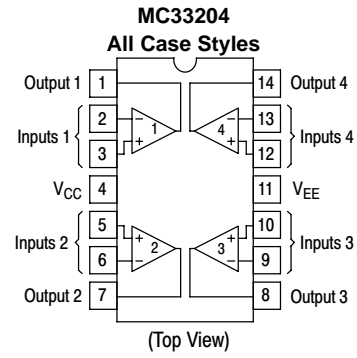 MC33204
All Case Styles
Output 1 1 14 Output 4
2 − − 13
Inputs 1 1 4 Inputs 4
3 + + 12
VCC 4 11 VEE
5 + + 10
Inputs 2 2 3 Inputs 3
6 − − 9
Output 2 7 8 Output 3
(Top View)